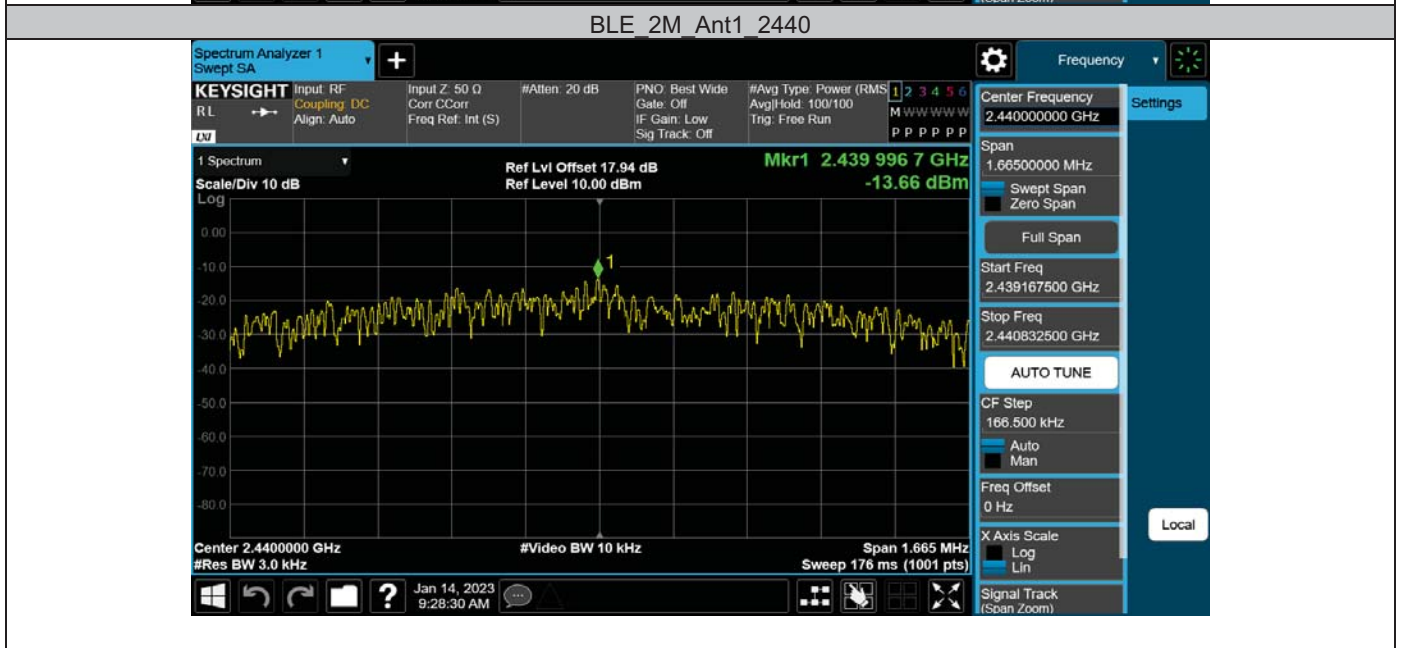 (Span Zoom)
BLE_2M_Ant1_2440
Spectrum Analyzer 1
Swept SA
+
Frequency
KEYSIGHT
RL
LXI
Input: RF
Coupling: DC
Align: Auto
Input Z: 50 Ω
Corr CCorr
Freq Ref: Int (S)
#Atten: 20 dB
PNO: Best Wide
Gate: Off
IF Gain: Low
Sig Track: Off
#Avg Type: Power (RMS
Avg|Hold: 100/100
Trig: Free Run
1 2 3 4 5 6
M W W W W W
P P P P P P
1 Spectrum
Scale/Div 10 dB
Log
Ref Lvl Offset 17.94 dB
Ref Level 10.00 dBm
Mkr1 2.439 996 7 GHz
-13.66 dBm
1
0.00
-10.0
-20.0
-30.0
-40.0
-50.0
-60.0
-70.0
-80.0
Center 2.4400000 GHz
#Res BW 3.0 kHz
#Video BW 10 kHz
Span 1.665 MHz
Sweep 176 ms (1001 pts)
?
Jan 14, 2023
9:28:30 AM
Center Frequency
2.440000000 GHz
Settings
Span
1.66500000 MHz
Swept Span
Zero Span
Full Span
Start Freq
2.439167500 GHz
Stop Freq
2.440832500 GHz
AUTO TUNE
CF Step
166.500 kHz
Auto
Man
Freq Offset
0 Hz
X Axis Scale
Log
Lin
Local
Signal Track
(Span Zoom)